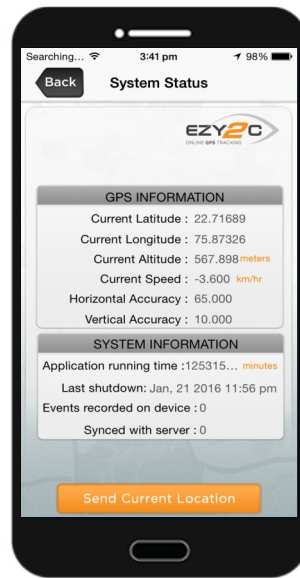 Searching... 3:41 pm 98%
Back System Status
EZY2C
ONLINE GPS TRACKING
GPS INFORMATION
Current Latitude : 22.71689
Current Longitude : 75.87326
Current Altitude : 567.898 meters
Current Speed : -3.600 km/hr
Horizontal Accuracy : 65.000
Vertical Accuracy : 10.000
SYSTEM INFORMATION
Application running time :125315... minutes
Last shutdown: Jan, 21 2016 11:56 pm
Events recorded on device : 0
Synced with server : 0
Send Current Location